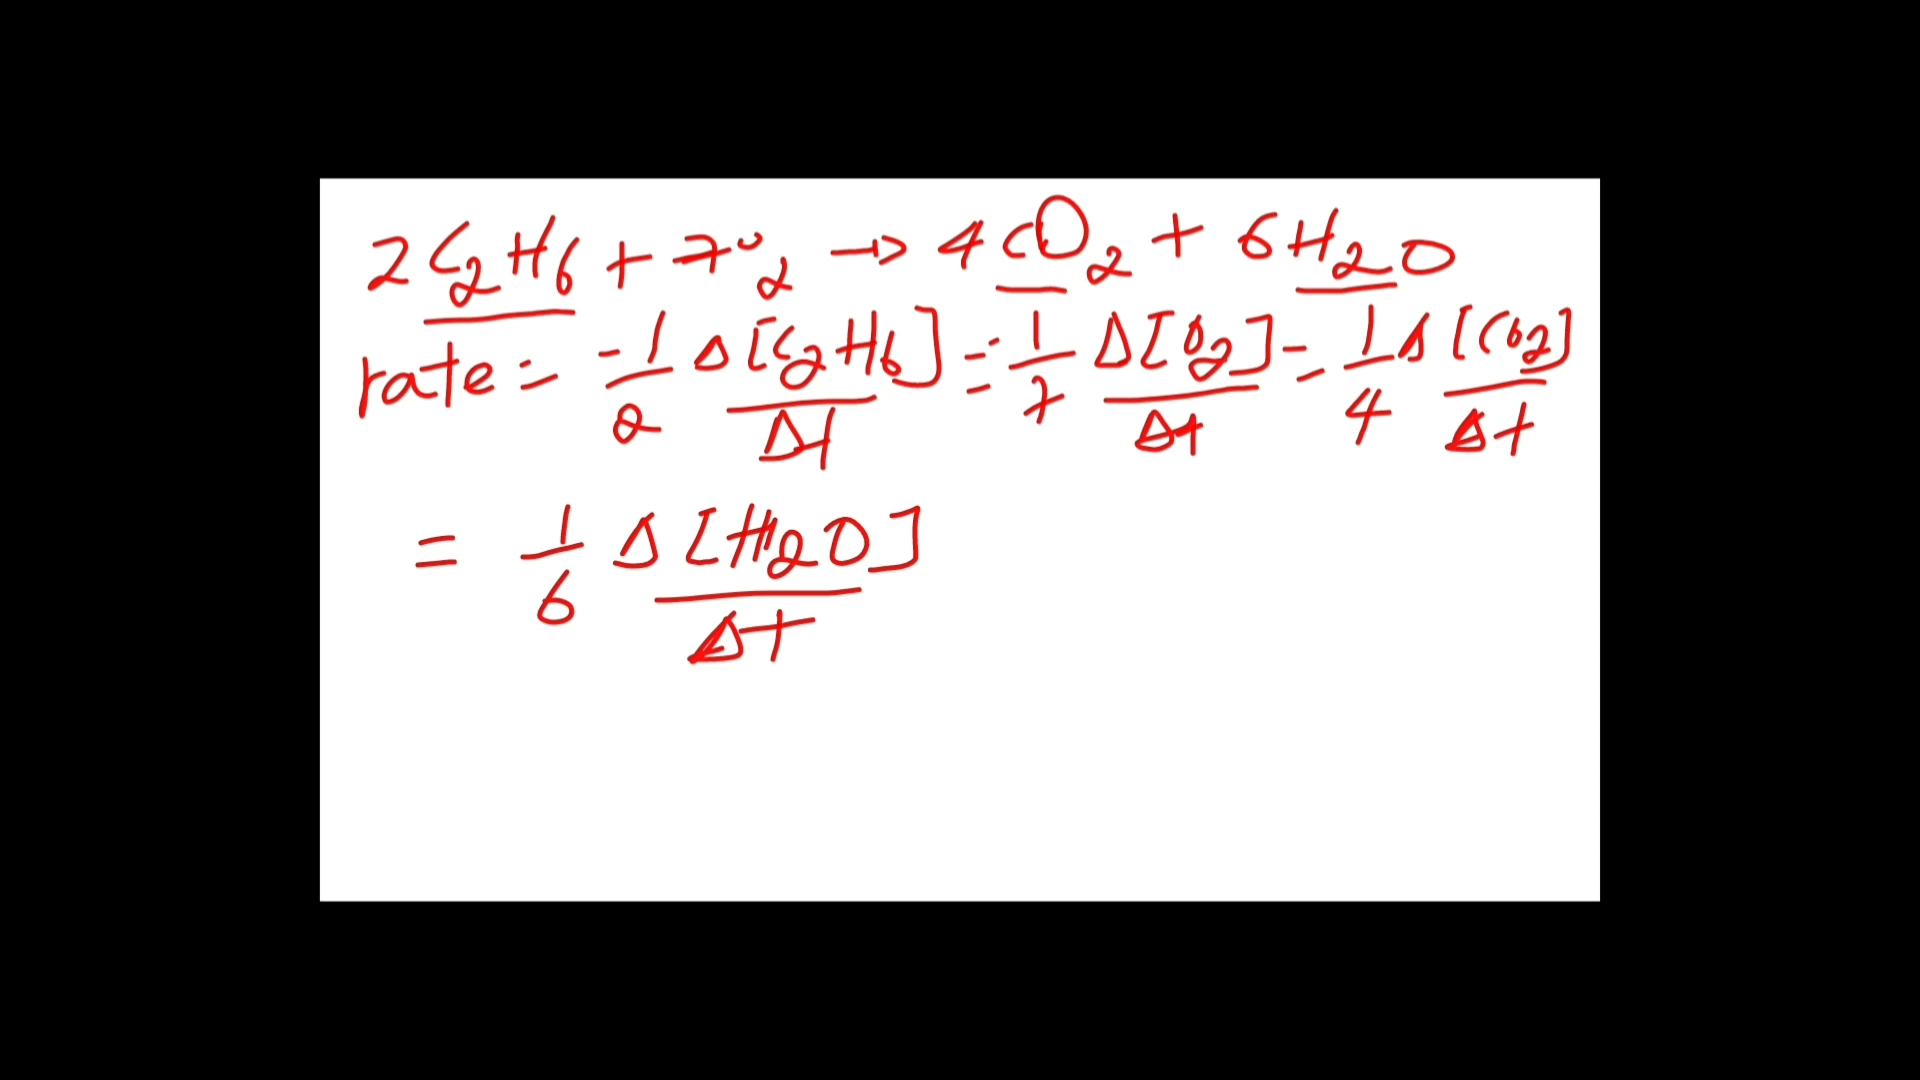 2C₂H₆ + 7O₂ → 4CO₂ + 6H₂O
rate = -1/2 Δ[C₂H₆]/Δt = -1/7 Δ[O₂]/Δt = 1/4 Δ[CO₂]/Δt
= 1/6 Δ[H₂O]/Δt